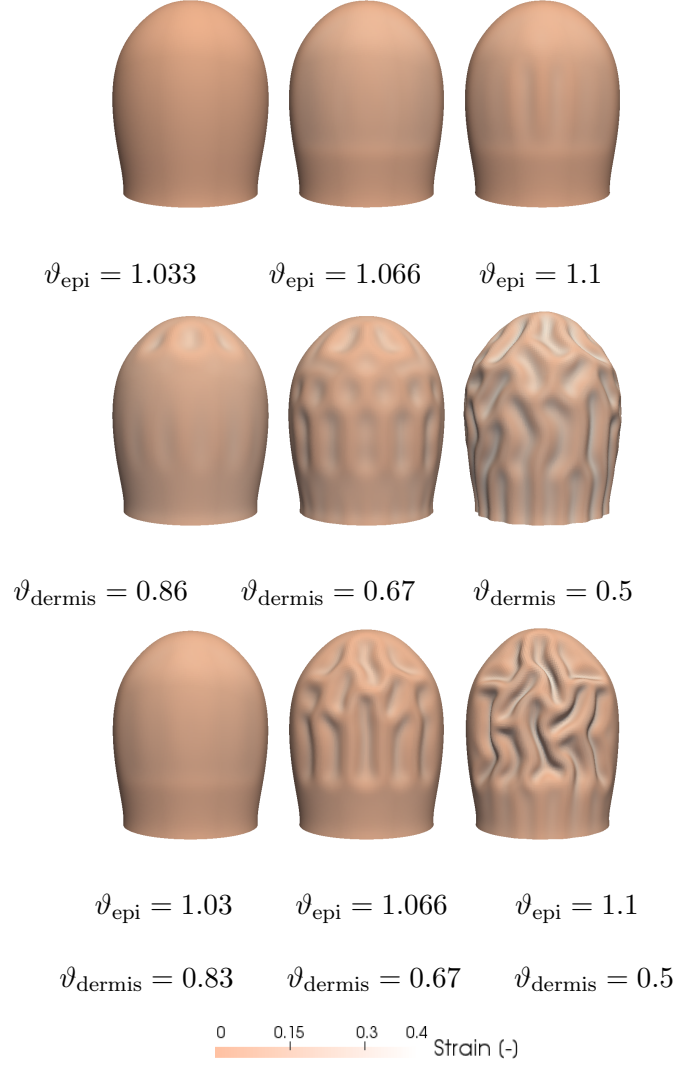 ϑepi = 1.033 ϑepi = 1.066 ϑepi = 1.1
ϑdermis = 0.86 ϑdermis = 0.67 ϑdermis = 0.5
ϑepi = 1.03 ϑepi = 1.066 ϑepi = 1.1
ϑdermis = 0.83 ϑdermis = 0.67 ϑdermis = 0.5
0 0.15 0.3 0.4
Strain (-)